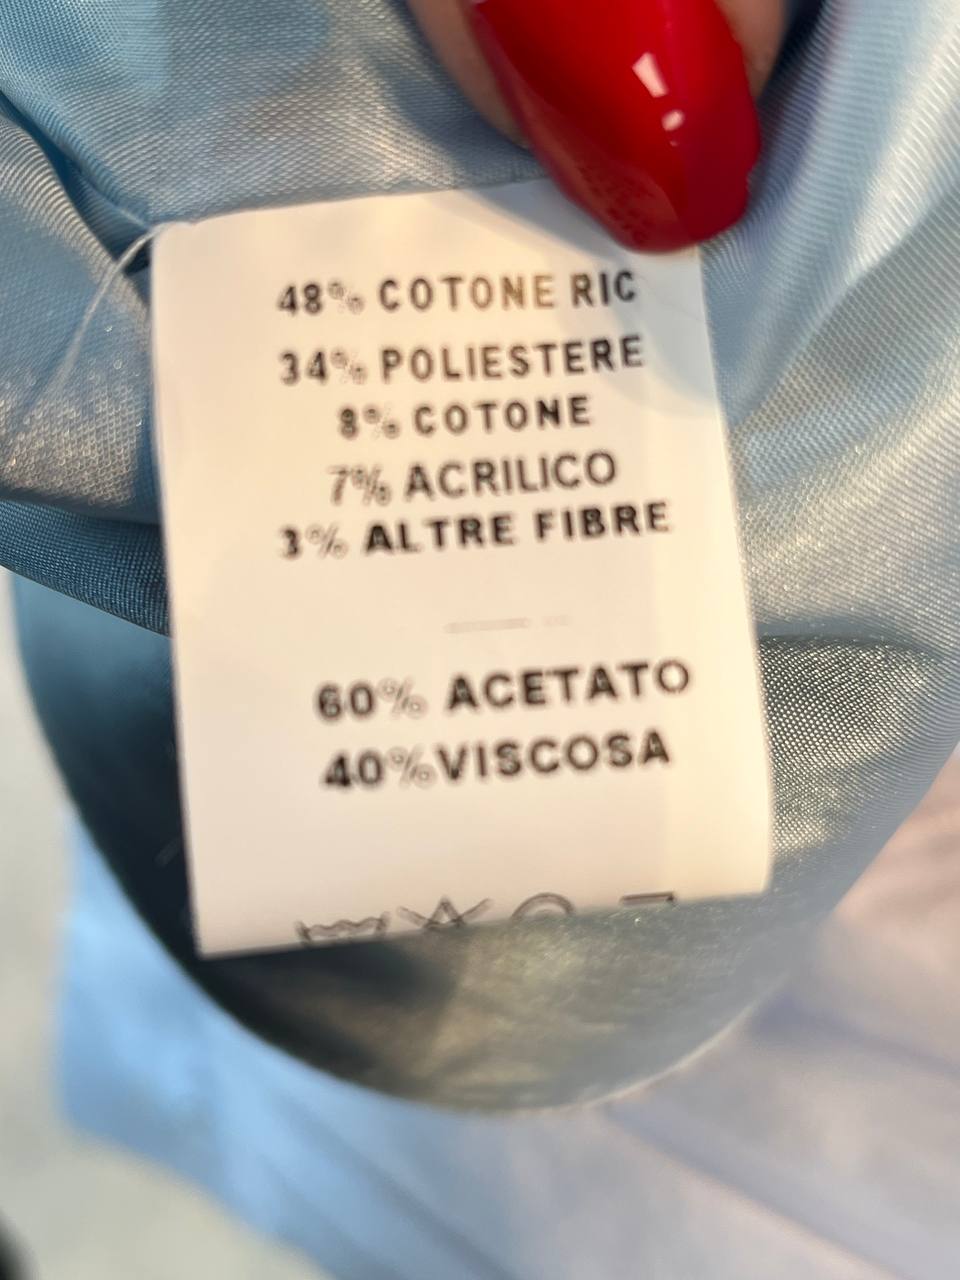 48% COTONE RIC
34% POLIESTERE
8% COTONE
7% ACRILICO
3% ALTRE FIBRE
60% ACETATO
40%VISCOSA